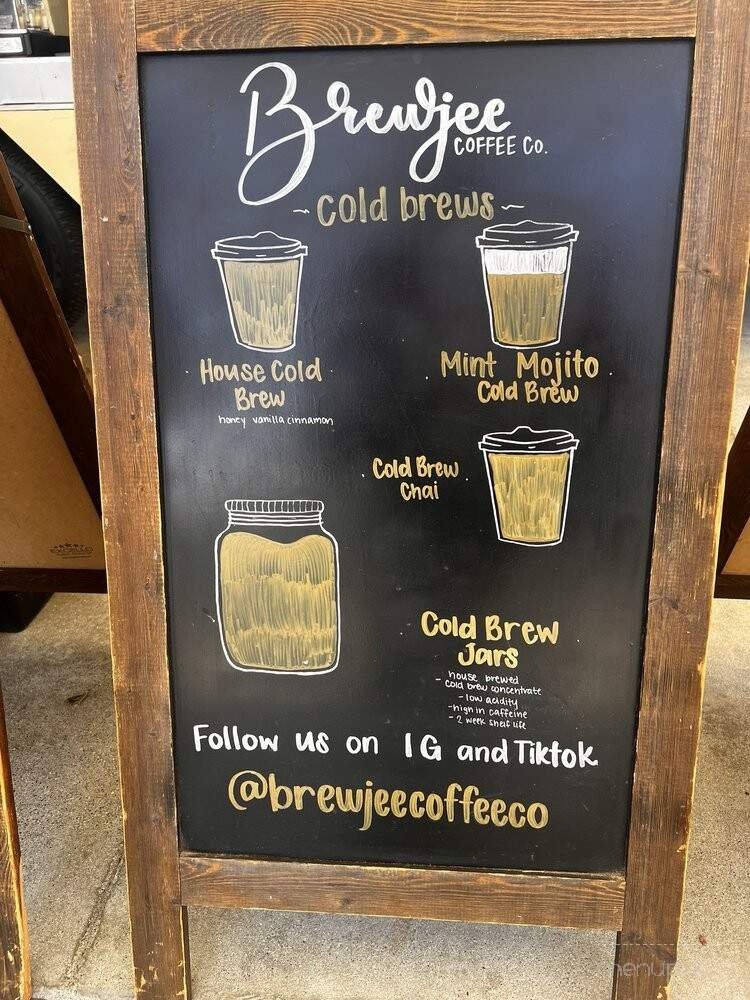 Brewjee
COFFEE CO.
~ cold brews ~
House Cold
Brew
honey vanilla cinnamon
Mint Mojito
Cold Brew
Cold Brew
Chai
Cold Brew
Jars
house brewed
- cold brew concentrate
- low acidity
- high in caffeine
- 2 week shelf life
Follow us on IG and Tiktok
@brewjeecoffeeco
EXCELLO